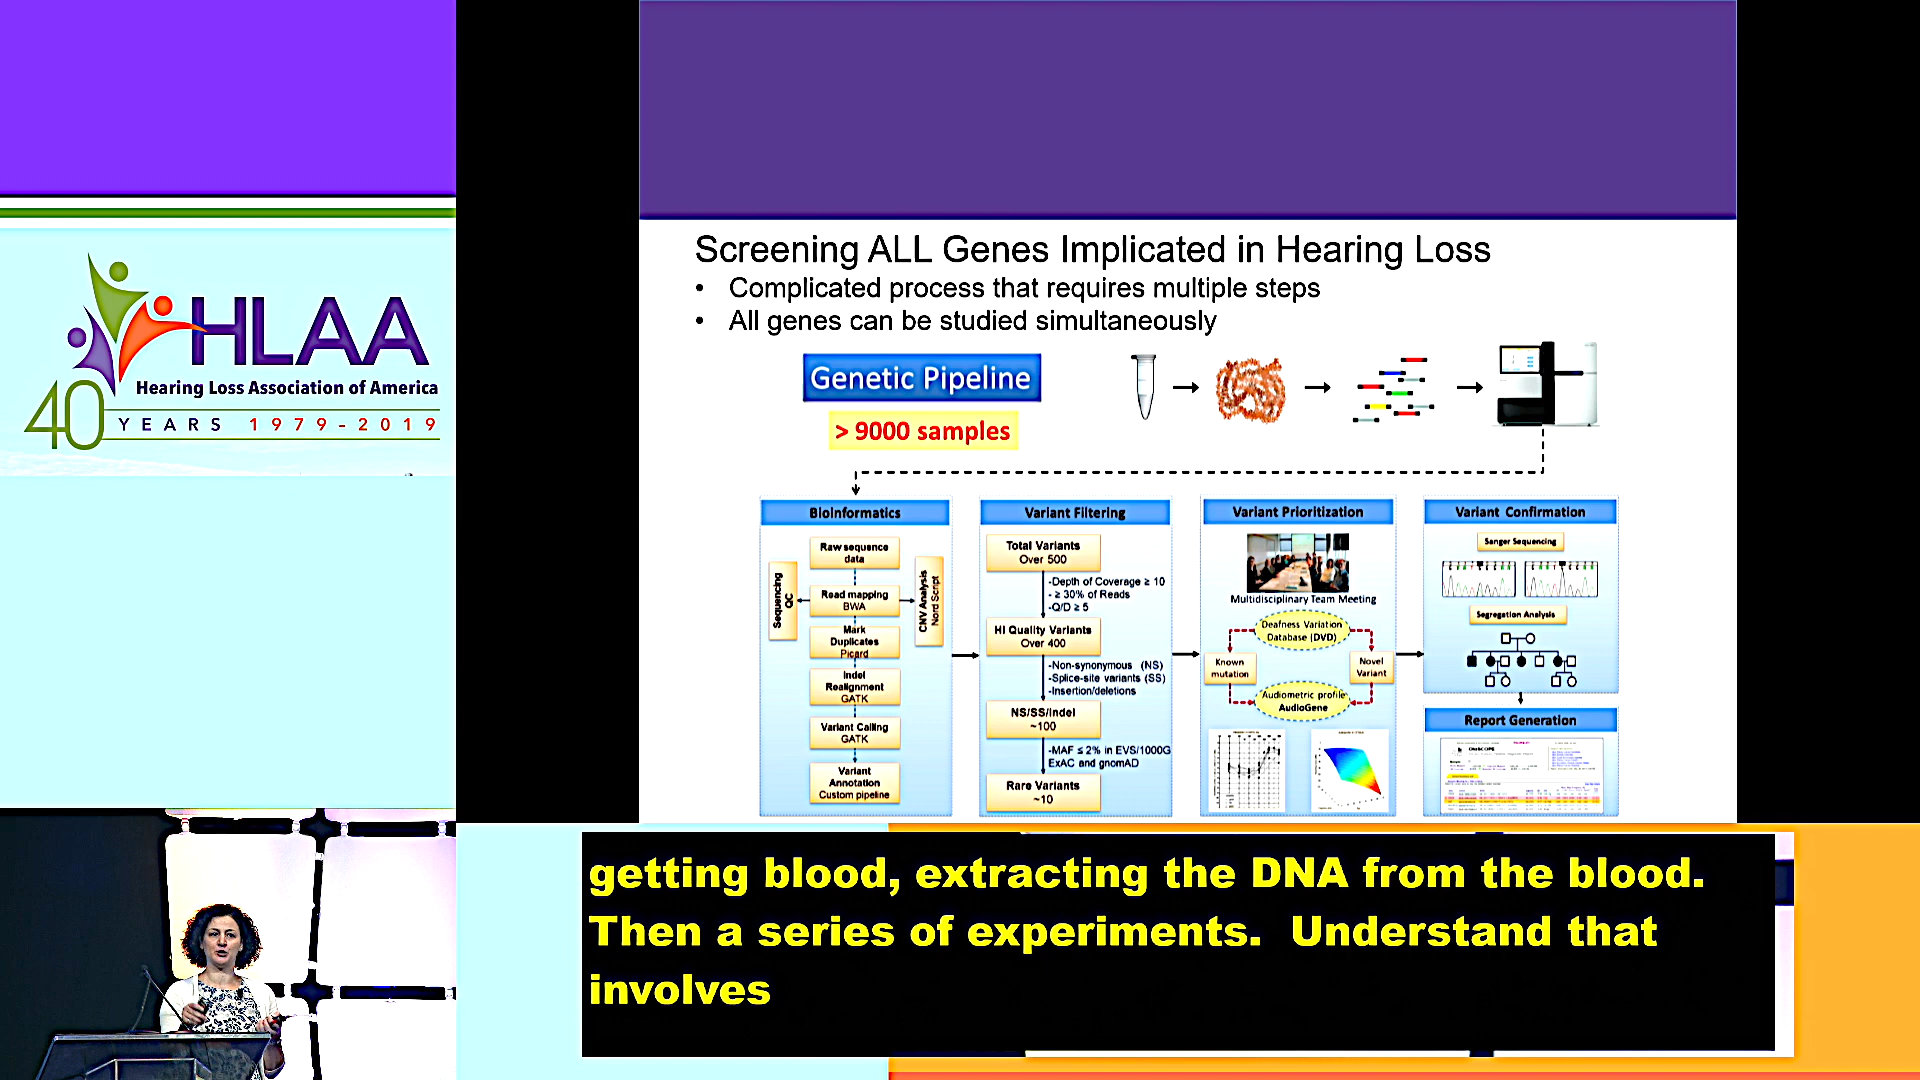 HLAA
Hearing Loss Association of America
40
YEARS 1979-2019
Screening ALL Genes Implicated in Hearing Loss
• Complicated process that requires multiple steps
• All genes can be studied simultaneously
Genetic Pipeline
> 9000 samples
Bioinformatics
Raw sequence
data
Sequencing
QC
Read mapping
BWA
CNV Analysis
Nord Script
Mark
Duplicates
Picard
Indel
Realignment
GATK
Variant Calling
GATK
Variant
Annotation
Custom pipeline
Variant Filtering
Total Variants
Over 500
-Depth of Coverage ≥ 10
- ≥ 30% of Reads
-Q/D ≥ 5
HI Quality Variants
Over 400
-Non-synonymous (NS)
-Splice-site variants (SS)
-Insertion/deletions
NS/SS/Indel
~100
-MAF ≤ 2% in EVS/1000G
ExAC and gnomAD
Rare Variants
~10
Variant Prioritization
Multidisciplinary Team Meeting
Deafness Variation
Database (DVD)
Known
mutation
Novel
Variant
Audiometric profile
AudioGene
Variant Confirmation
Sanger Sequencing
Segregation Analysis
Report Generation
getting blood, extracting the DNA from the blood.
Then a series of experiments. Understand that
involves